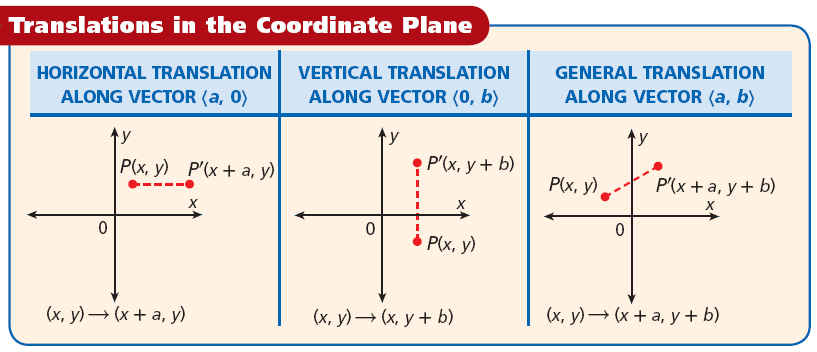 Translations in the Coordinate Plane
HORIZONTAL TRANSLATION
ALONG VECTOR ⟨a, 0⟩
y
P(x, y)
P′(x + a, y)
x
0
(x, y) → (x + a, y)
VERTICAL TRANSLATION
ALONG VECTOR ⟨0, b⟩
y
P′(x, y + b)
x
0
P(x, y)
(x, y) → (x, y + b)
GENERAL TRANSLATION
ALONG VECTOR ⟨a, b⟩
y
P(x, y)
P′(x + a, y + b)
x
0
(x, y) → (x + a, y + b)